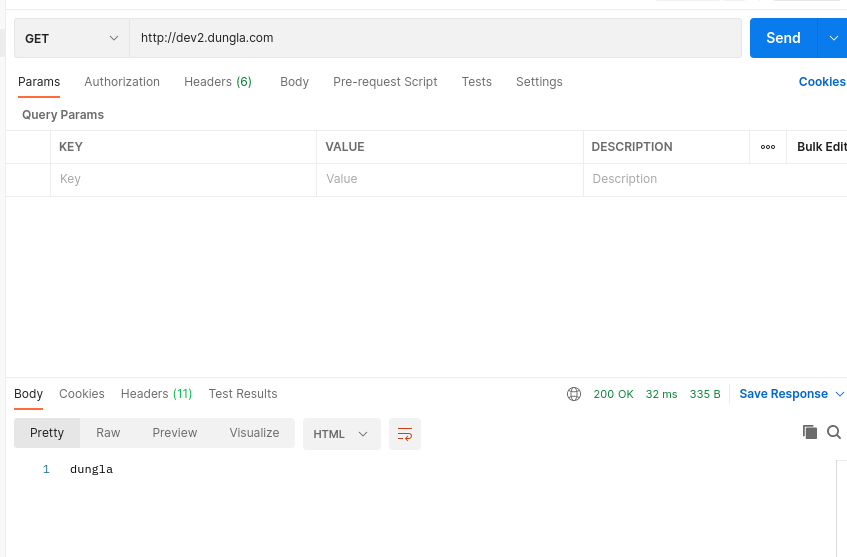 GET
http://dev2.dungla.com
Send
Params Authorization Headers (6) Body Pre-request Script Tests Settings Cookies
Query Params
KEY VALUE DESCRIPTION Bulk Edit
Key Value Description
Body Cookies Headers (11) Test Results 200 OK 32 ms 335 B Save Response
Pretty Raw Preview Visualize HTML
1 dungla